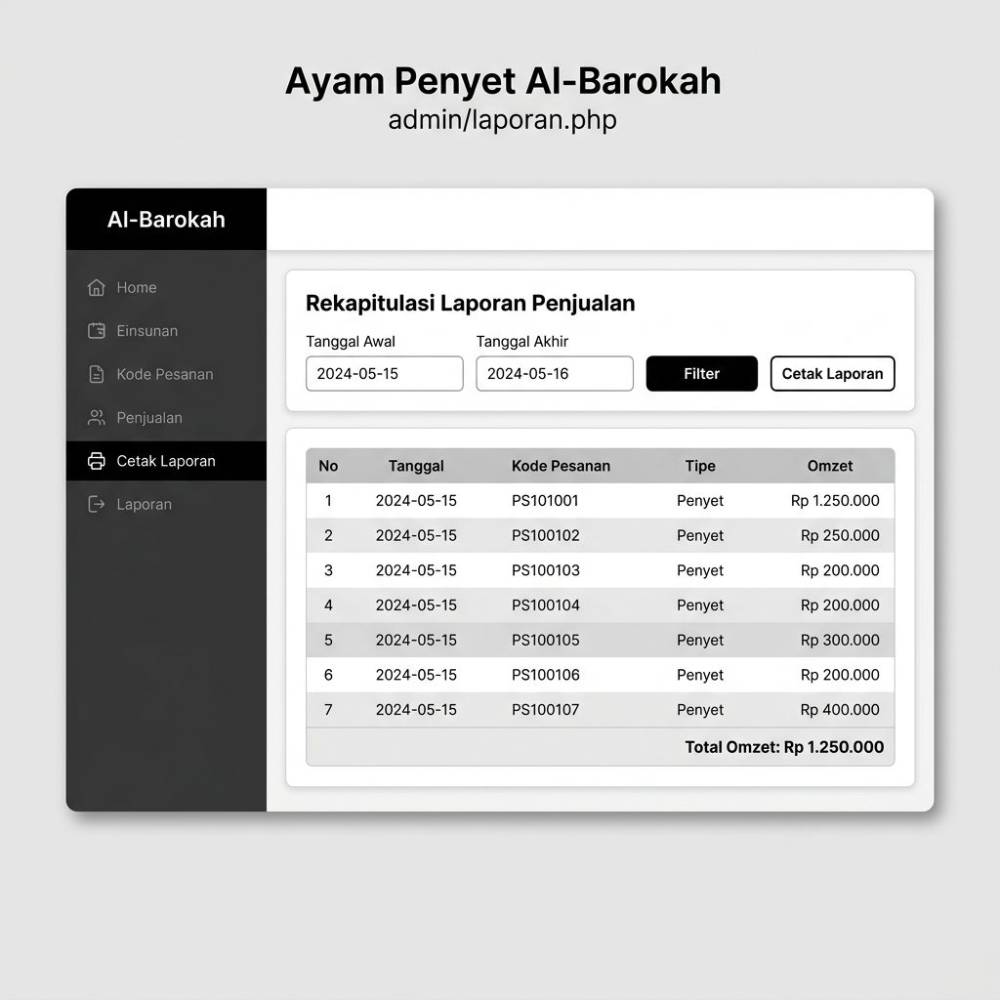 Ayam Penyet Al-Barokah
admin/laporan.php
Al-Barokah
Home
Einsunan
Kode Pesanan
Penjualan
Cetak Laporan
Laporan
Rekapitulasi Laporan Penjualan
Tanggal Awal Tanggal Akhir
2024-05-15 2024-05-16 Filter Cetak Laporan
No Tanggal Kode Pesanan Tipe Omzet
1 2024-05-15 PS101001 Penyet Rp 1.250.000
2 2024-05-15 PS100102 Penyet Rp 250.000
3 2024-05-15 PS100103 Penyet Rp 200.000
4 2024-05-15 PS100104 Penyet Rp 200.000
5 2024-05-15 PS100105 Penyet Rp 300.000
6 2024-05-15 PS100106 Penyet Rp 200.000
7 2024-05-15 PS100107 Penyet Rp 400.000
Total Omzet: Rp 1.250.000